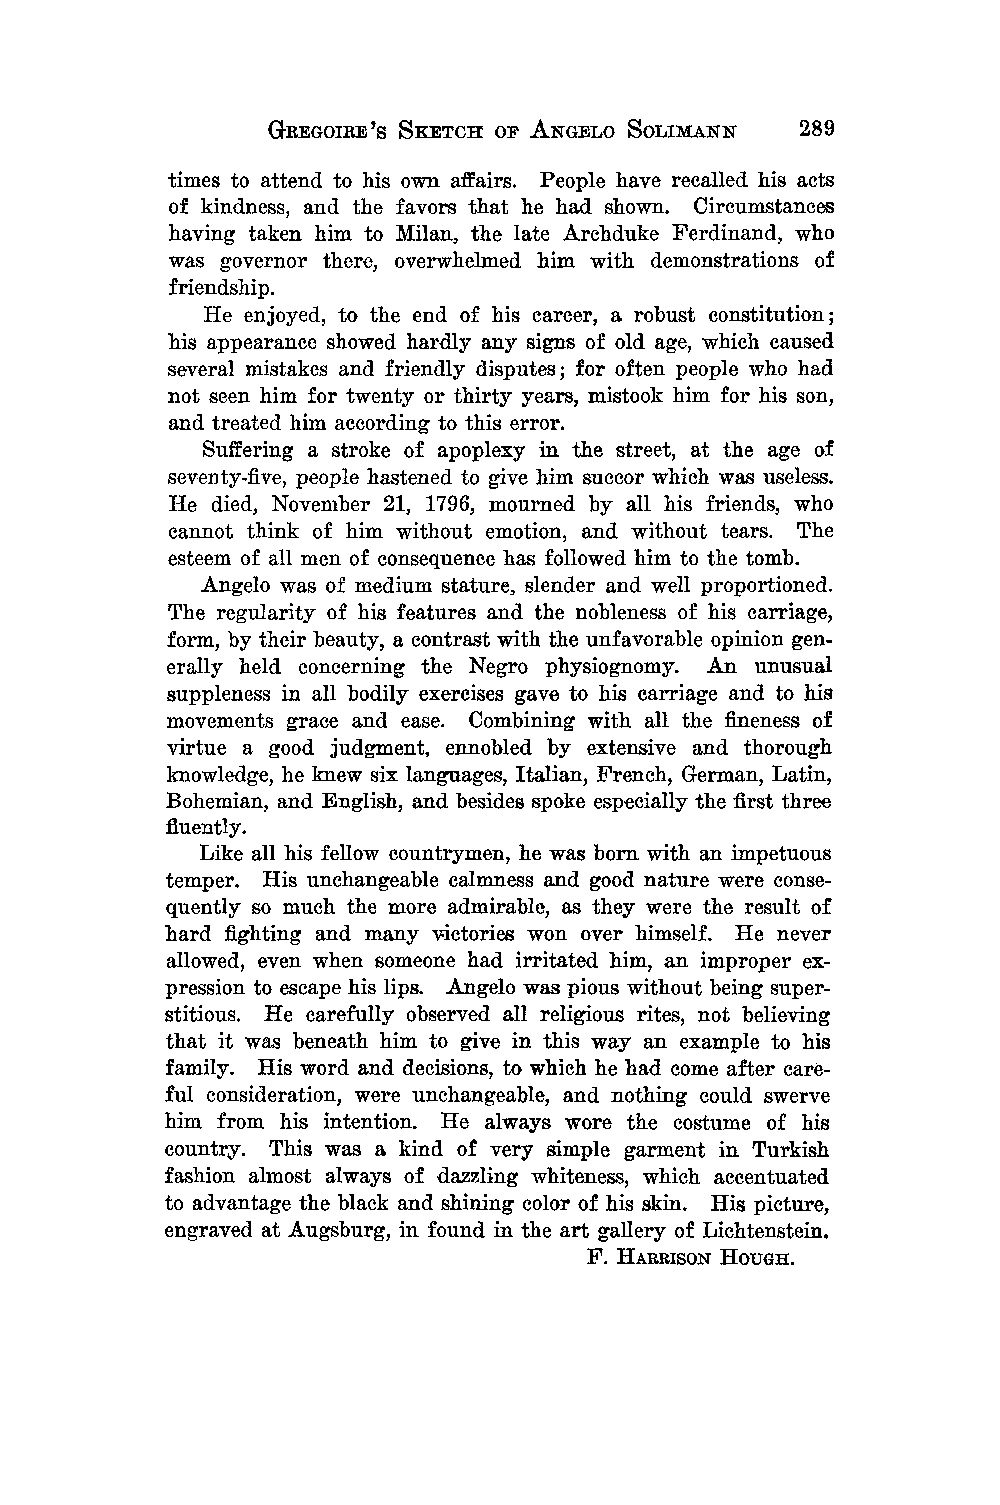 GREGOIRE'S SKETCH OF ANGELO SOLIMANN 289
times to attend to his own affairs. People have recalled his acts
of kindness, and the favors that he had shown. Circumstances
having taken him to Milan, the late Archduke Ferdinand, who
was governor there, overwhelmed him with demonstrations of
friendship.
He enjoyed, to the end of his career, a robust constitution;
his appearance showed hardly any signs of old age, which caused
several mistakes and friendly disputes; for often people who had
not seen him for twenty or thirty years, mistook him for his son,
and treated him according to this error.
Suffering a stroke of apoplexy in the street, at the age of
seventy-five, people hastened to give him succor which was useless.
He died, November 21, 1796, mourned by all his friends, who
cannot think of him without emotion, and without tears. The
esteem of all men of consequence has followed him to the tomb.
Angelo was of medium stature, slender and well proportioned.
The regularity of his features and the nobleness of his carriage,
form, by their beauty, a contrast with the unfavorable opinion gen-
erally held concerning the Negro physiognomy. An unusual
suppleness in all bodily exercises gave to his carriage and to his
movements grace and ease. Combining with all the fineness of
virtue a good judgment, ennobled by extensive and thorough
knowledge, he knew six languages, Italian, French, German, Latin,
Bohemian, and English, and besides spoke especially the first three
fluently.
Like all his fellow countrymen, he was born with an impetuous
temper. His unchangeable calmness and good nature were conse-
quently so much the more admirable, as they were the result of
hard fighting and many victories won over himself. He never
allowed, even when someone had irritated him, an improper ex-
pression to escape his lips. Angelo was pious without being super-
stitious. He carefully observed all religious rites, not believing
that it was beneath him to give in this way an example to his
family. His word and decisions, to which he had come after care-
ful consideration, were unchangeable, and nothing could swerve
him from his intention. He always wore the costume of his
country. This was a kind of very simple garment in Turkish
fashion almost always of dazzling whiteness, which accentuated
to advantage the black and shining color of his skin. His picture,
engraved at Augsburg, in found in the art gallery of Lichtenstein.
F. HARRISON HOUGH.